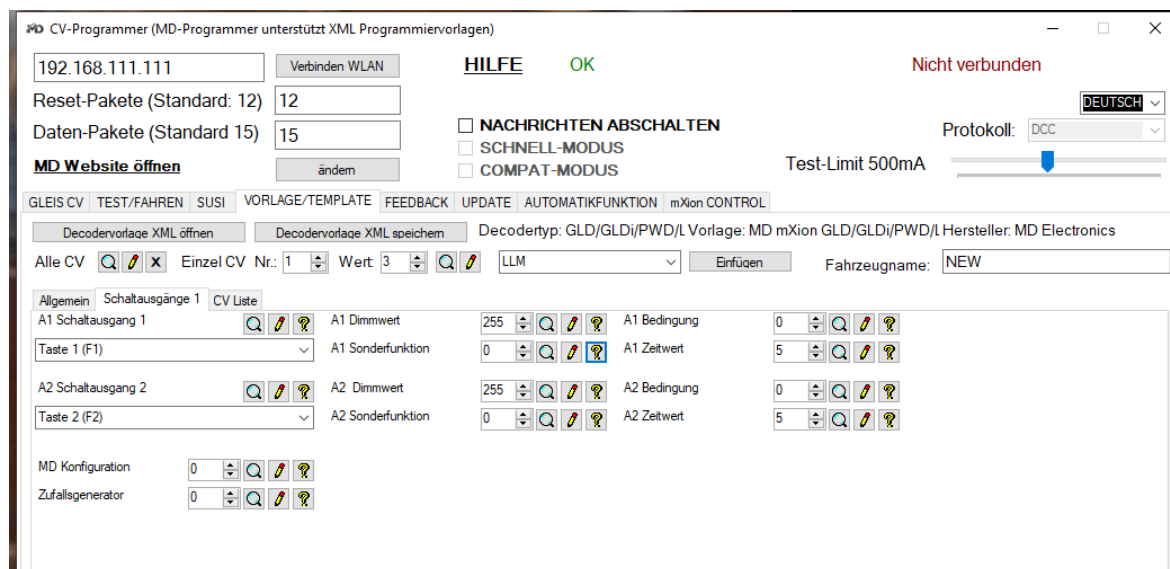 MD CV-Programmer (MD-Programmer unterstützt XML Programmiervorlagen)
192.168.111.111 Verbinden WLAN HILFE OK Nicht verbunden
Reset-Pakete (Standard: 12) 12 DEUTSCH
Daten-Pakete (Standard 15) 15 NACHRICHTEN ABSCHALTEN Protokoll: DCC
SCHNELL-MODUS
MD Website öffnen ändern COMPAT-MODUS Test-Limit 500mA
GLEIS CV TEST/FAHREN SUSI VORLAGE/TEMPLATE FEEDBACK UPDATE AUTOMATIKFUNKTION mXion CONTROL
Decodervorlage XML öffnen Decodervorlage XML speichern Decodertyp: GLD/GLDi/PWD/L Vorlage: MD mXion GLD/GLDi/PWD/L Hersteller: MD Electronics
Alle CV X Einzel CV Nr.: 1 Wert: 3 LLM Einfügen Fahrzeugname: NEW
Allgemein Schaltausgänge 1 CV Liste
A1 Schaltausgang 1 ? A1 Dimmwert 255 ? A1 Bedingung 0 ?
Taste 1 (F1) A1 Sonderfunktion 0 ? A1 Zeitwert 5 ?
A2 Schaltausgang 2 ? A2 Dimmwert 255 ? A2 Bedingung 0 ?
Taste 2 (F2) A2 Sonderfunktion 0 ? A2 Zeitwert 5 ?
MD Konfiguration 0 ?
Zufallsgenerator 0 ?